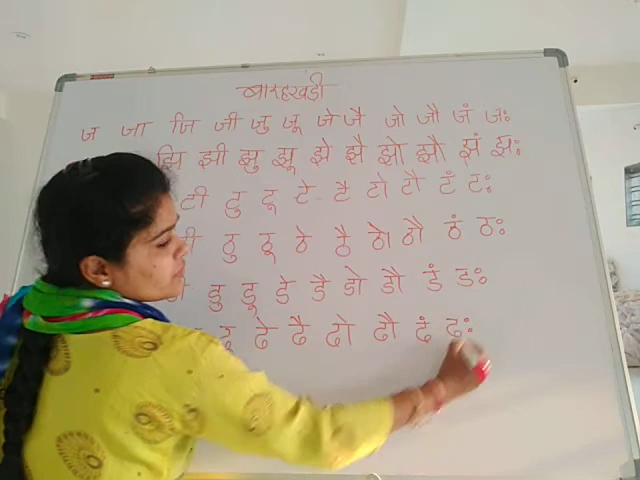 बारहखडी
ज जा जि जी जु जू जे जै जो जौ जं जः
झि झी झु झू झे झै झो झौ झं झः
टी टु टू टे टै टो टौ टं टः
ठु ठू ठे ठै ठो ठौ ठं ठः
डु डू डे डै डो डौ डं डः
ढू ढे ढै ढो ढौ ढं ढः